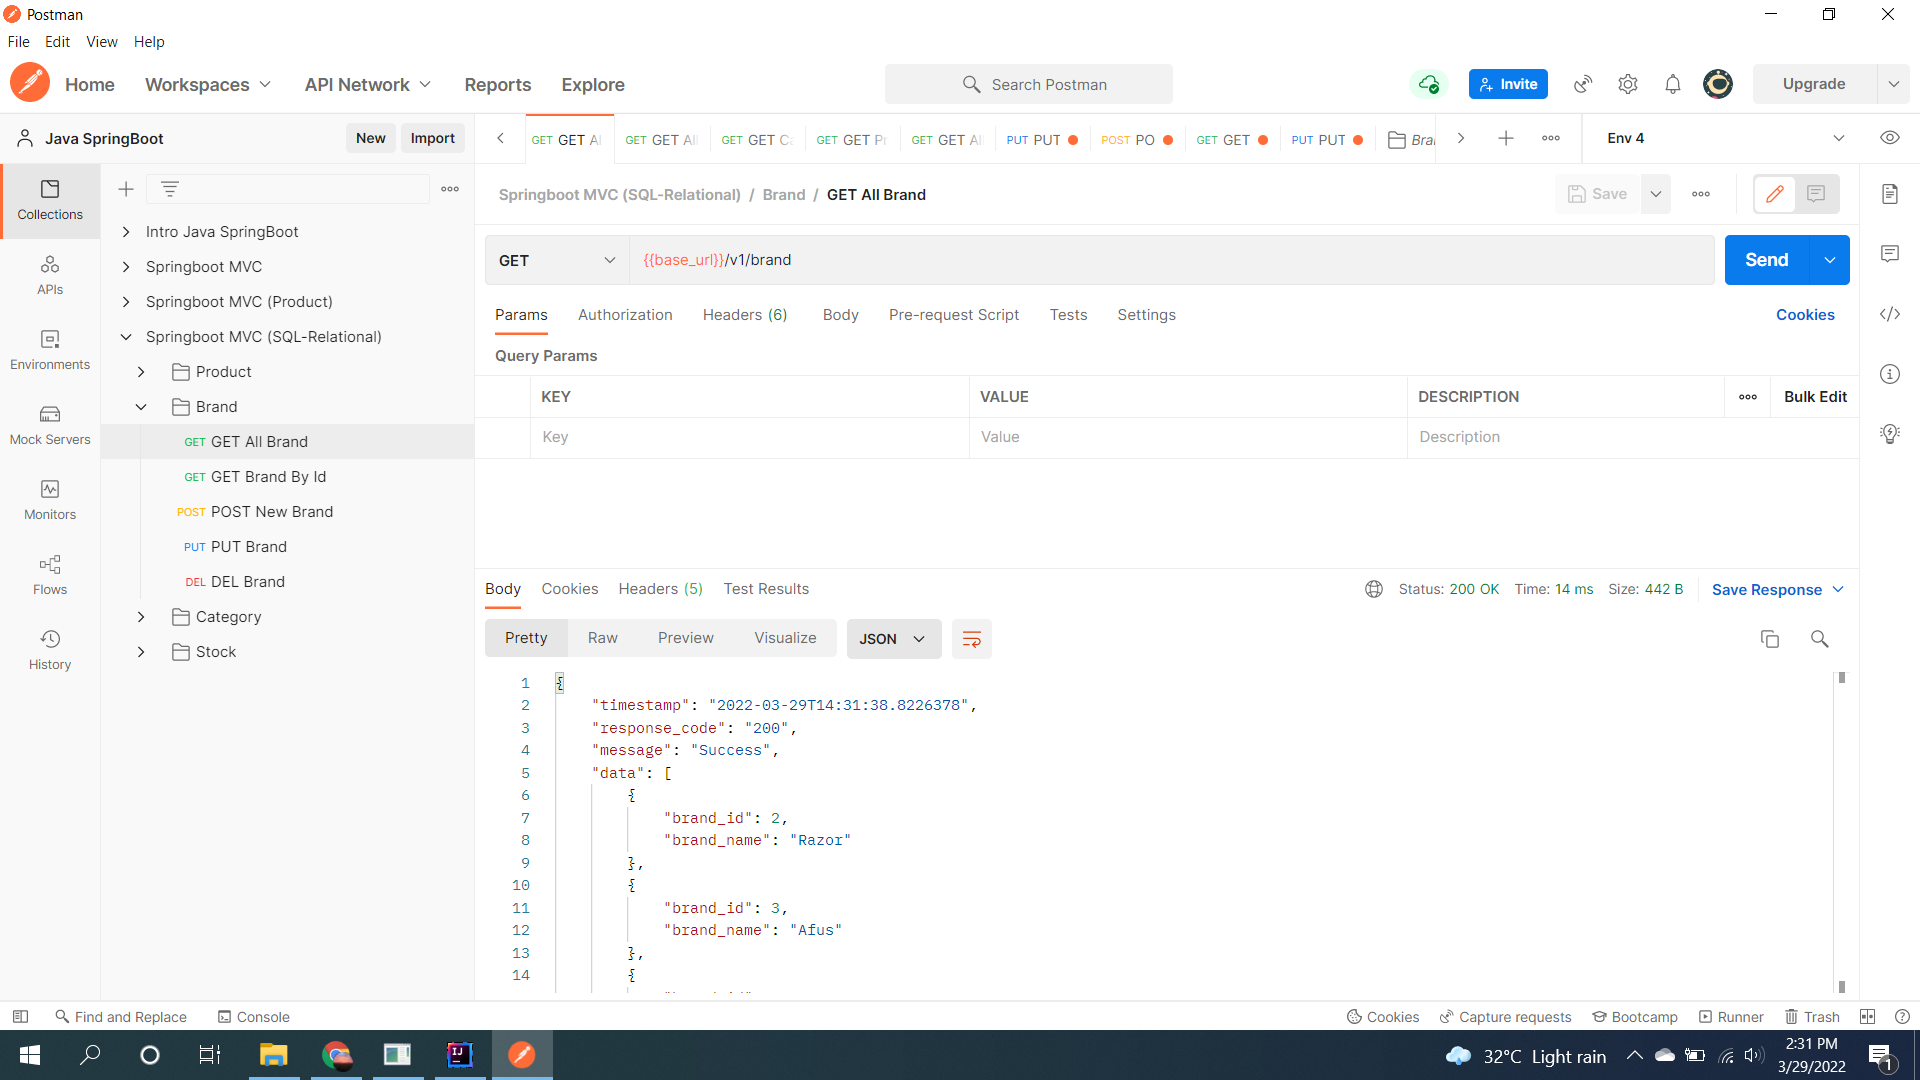 Postman
File Edit View Help
Home Workspaces API Network Reports Explore Search Postman Invite Upgrade
Java SpringBoot New Import
GET GET Al GET GET All GET GET Ca GET GET Pr GET GET All PUT PUT POST PO GET GET PUT PUT Bra Env 4
Collections
APIs
Environments
Mock Servers
Monitors
Flows
History
Intro Java SpringBoot
Springboot MVC
Springboot MVC (Product)
Springboot MVC (SQL-Relational)
Product
Brand
GET GET All Brand
GET GET Brand By Id
POST POST New Brand
PUT PUT Brand
DEL DEL Brand
Category
Stock
Springboot MVC (SQL-Relational) / Brand / GET All Brand Save
GET {{base_url}}/v1/brand Send
Params Authorization Headers (6) Body Pre-request Script Tests Settings Cookies
Query Params
KEY VALUE DESCRIPTION Bulk Edit
Key Value Description
Body Cookies Headers (5) Test Results Status: 200 OK Time: 14 ms Size: 442 B Save Response
Pretty Raw Preview Visualize JSON
1 {
2 "timestamp": "2022-03-29T14:31:38.8226378",
3 "response_code": "200",
4 "message": "Success",
5 "data": [
6 {
7 "brand_id": 2,
8 "brand_name": "Razor"
9 },
10 {
11 "brand_id": 3,
12 "brand_name": "Afus"
13 },
14 {
Find and Replace Console Cookies Capture requests Bootcamp Runner Trash
32°C Light rain 2:31 PM
3/29/2022
1